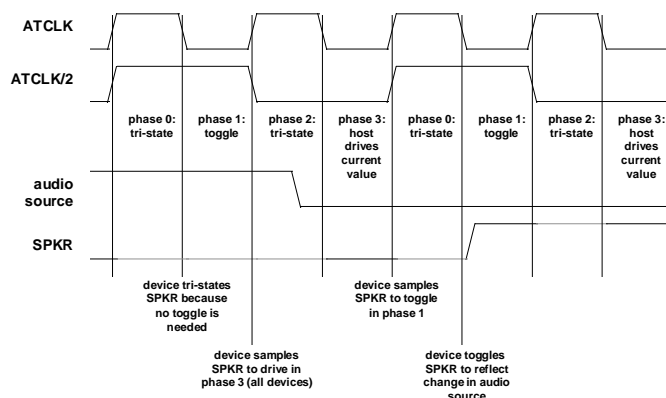 ATCLK
ATCLK/2
phase 0:
tri-state
phase 1:
toggle
phase 2:
tri-state
phase 3:
host
drives
current
value
phase 0:
tri-state
phase 1:
toggle
phase 2:
tri-state
phase 3:
host
drives
current
value
audio
source
SPKR
device tri-states
SPKR because
no toggle is
needed
device samples
SPKR to toggle
in phase 1
device samples
SPKR to drive in
phase 3 (all devices)
device toggles
SPKR to reflect
change in audio
source